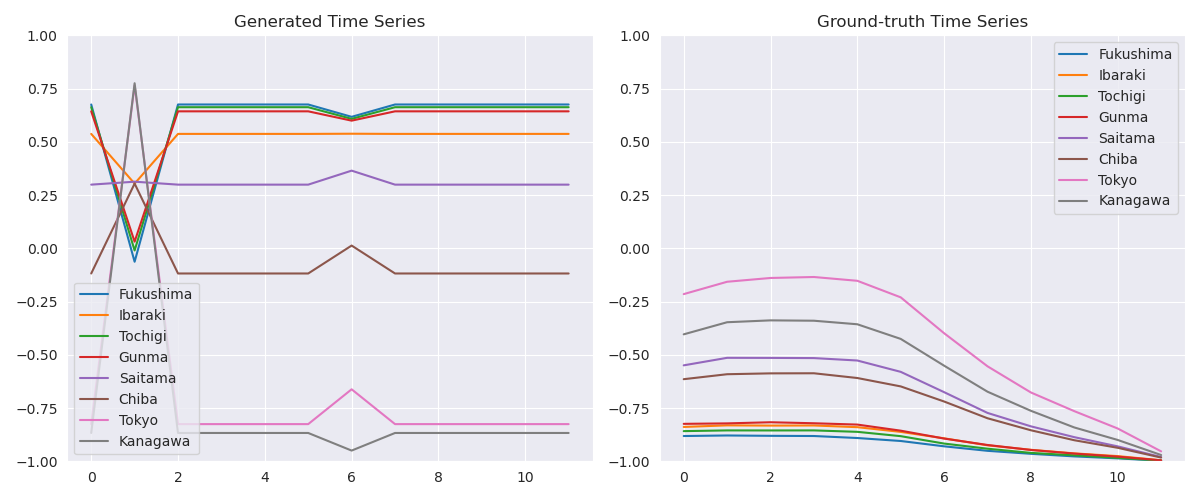 Generated Time Series
1.00
0.75
0.50
0.25
0.00
−0.25
−0.50
−0.75
−1.00
0 2 4 6 8 10
Fukushima
Ibaraki
Tochigi
Gunma
Saitama
Chiba
Tokyo
Kanagawa
Ground-truth Time Series
1.00
0.75
0.50
0.25
0.00
−0.25
−0.50
−0.75
−1.00
0 2 4 6 8 10
Fukushima
Ibaraki
Tochigi
Gunma
Saitama
Chiba
Tokyo
Kanagawa